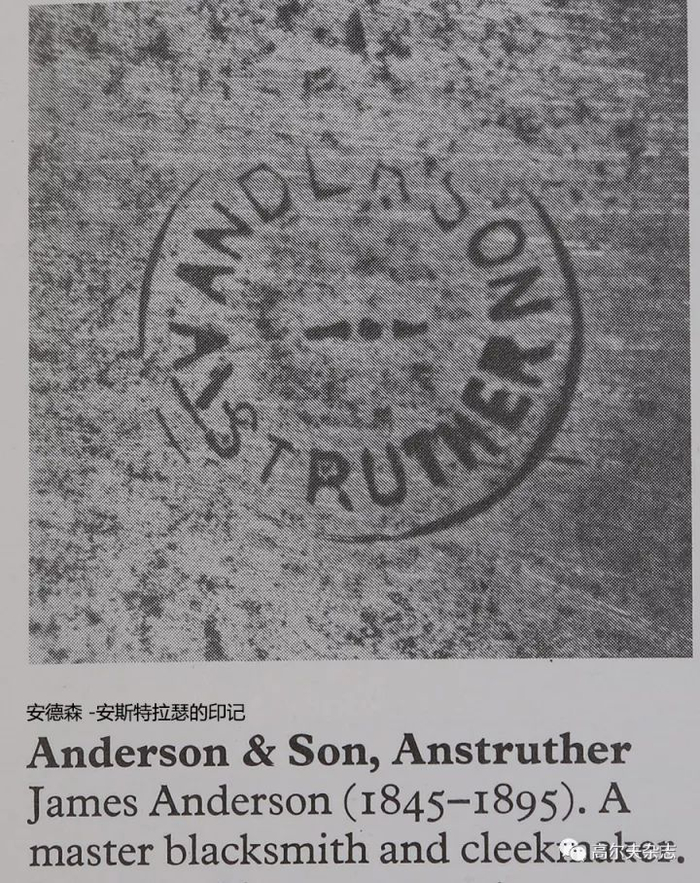 ANDERSON
ANSTRUTHER
安德森 -安斯特拉瑟的印记
Anderson & Son, Anstruther
James Anderson (1845–1895). A
master blacksmith and cleekmaker.
高尔夫杂志